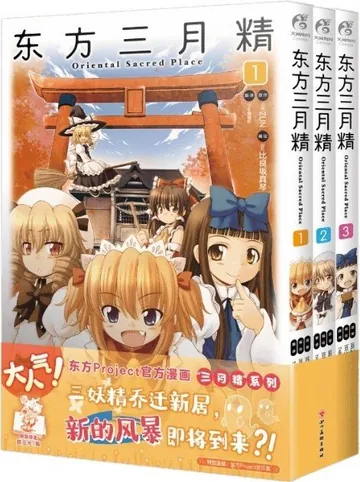 东方三月精
Oriental Sacred Place
1
比良坂真琴
大人气!
东方Project官方漫画 三月精系列
三妖精乔迁新居,
新的风暴即将到来?!
东方三月精
Oriental Sacred Place
1
东方三月精
Oriental Sacred Place
2
东方三月精
Oriental Sacred Place
3